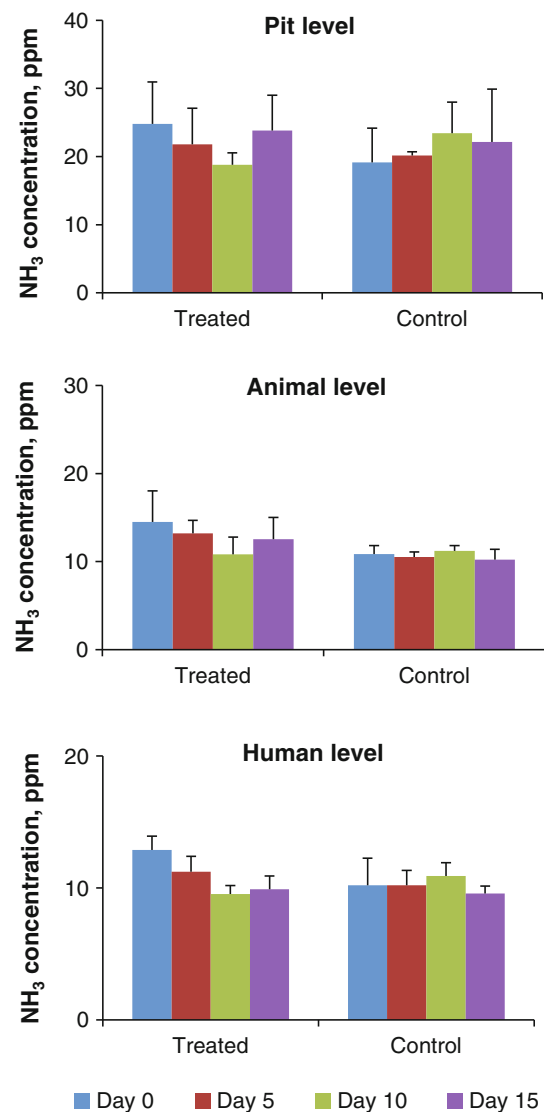 Pit level
NH₃ concentration, ppm
40
30
20
10
0
Treated Control
Animal level
NH₃ concentration, ppm
30
20
10
0
Treated Control
Human level
NH₃ concentration, ppm
20
10
0
Treated Control
Day 0 Day 5 Day 10 Day 15